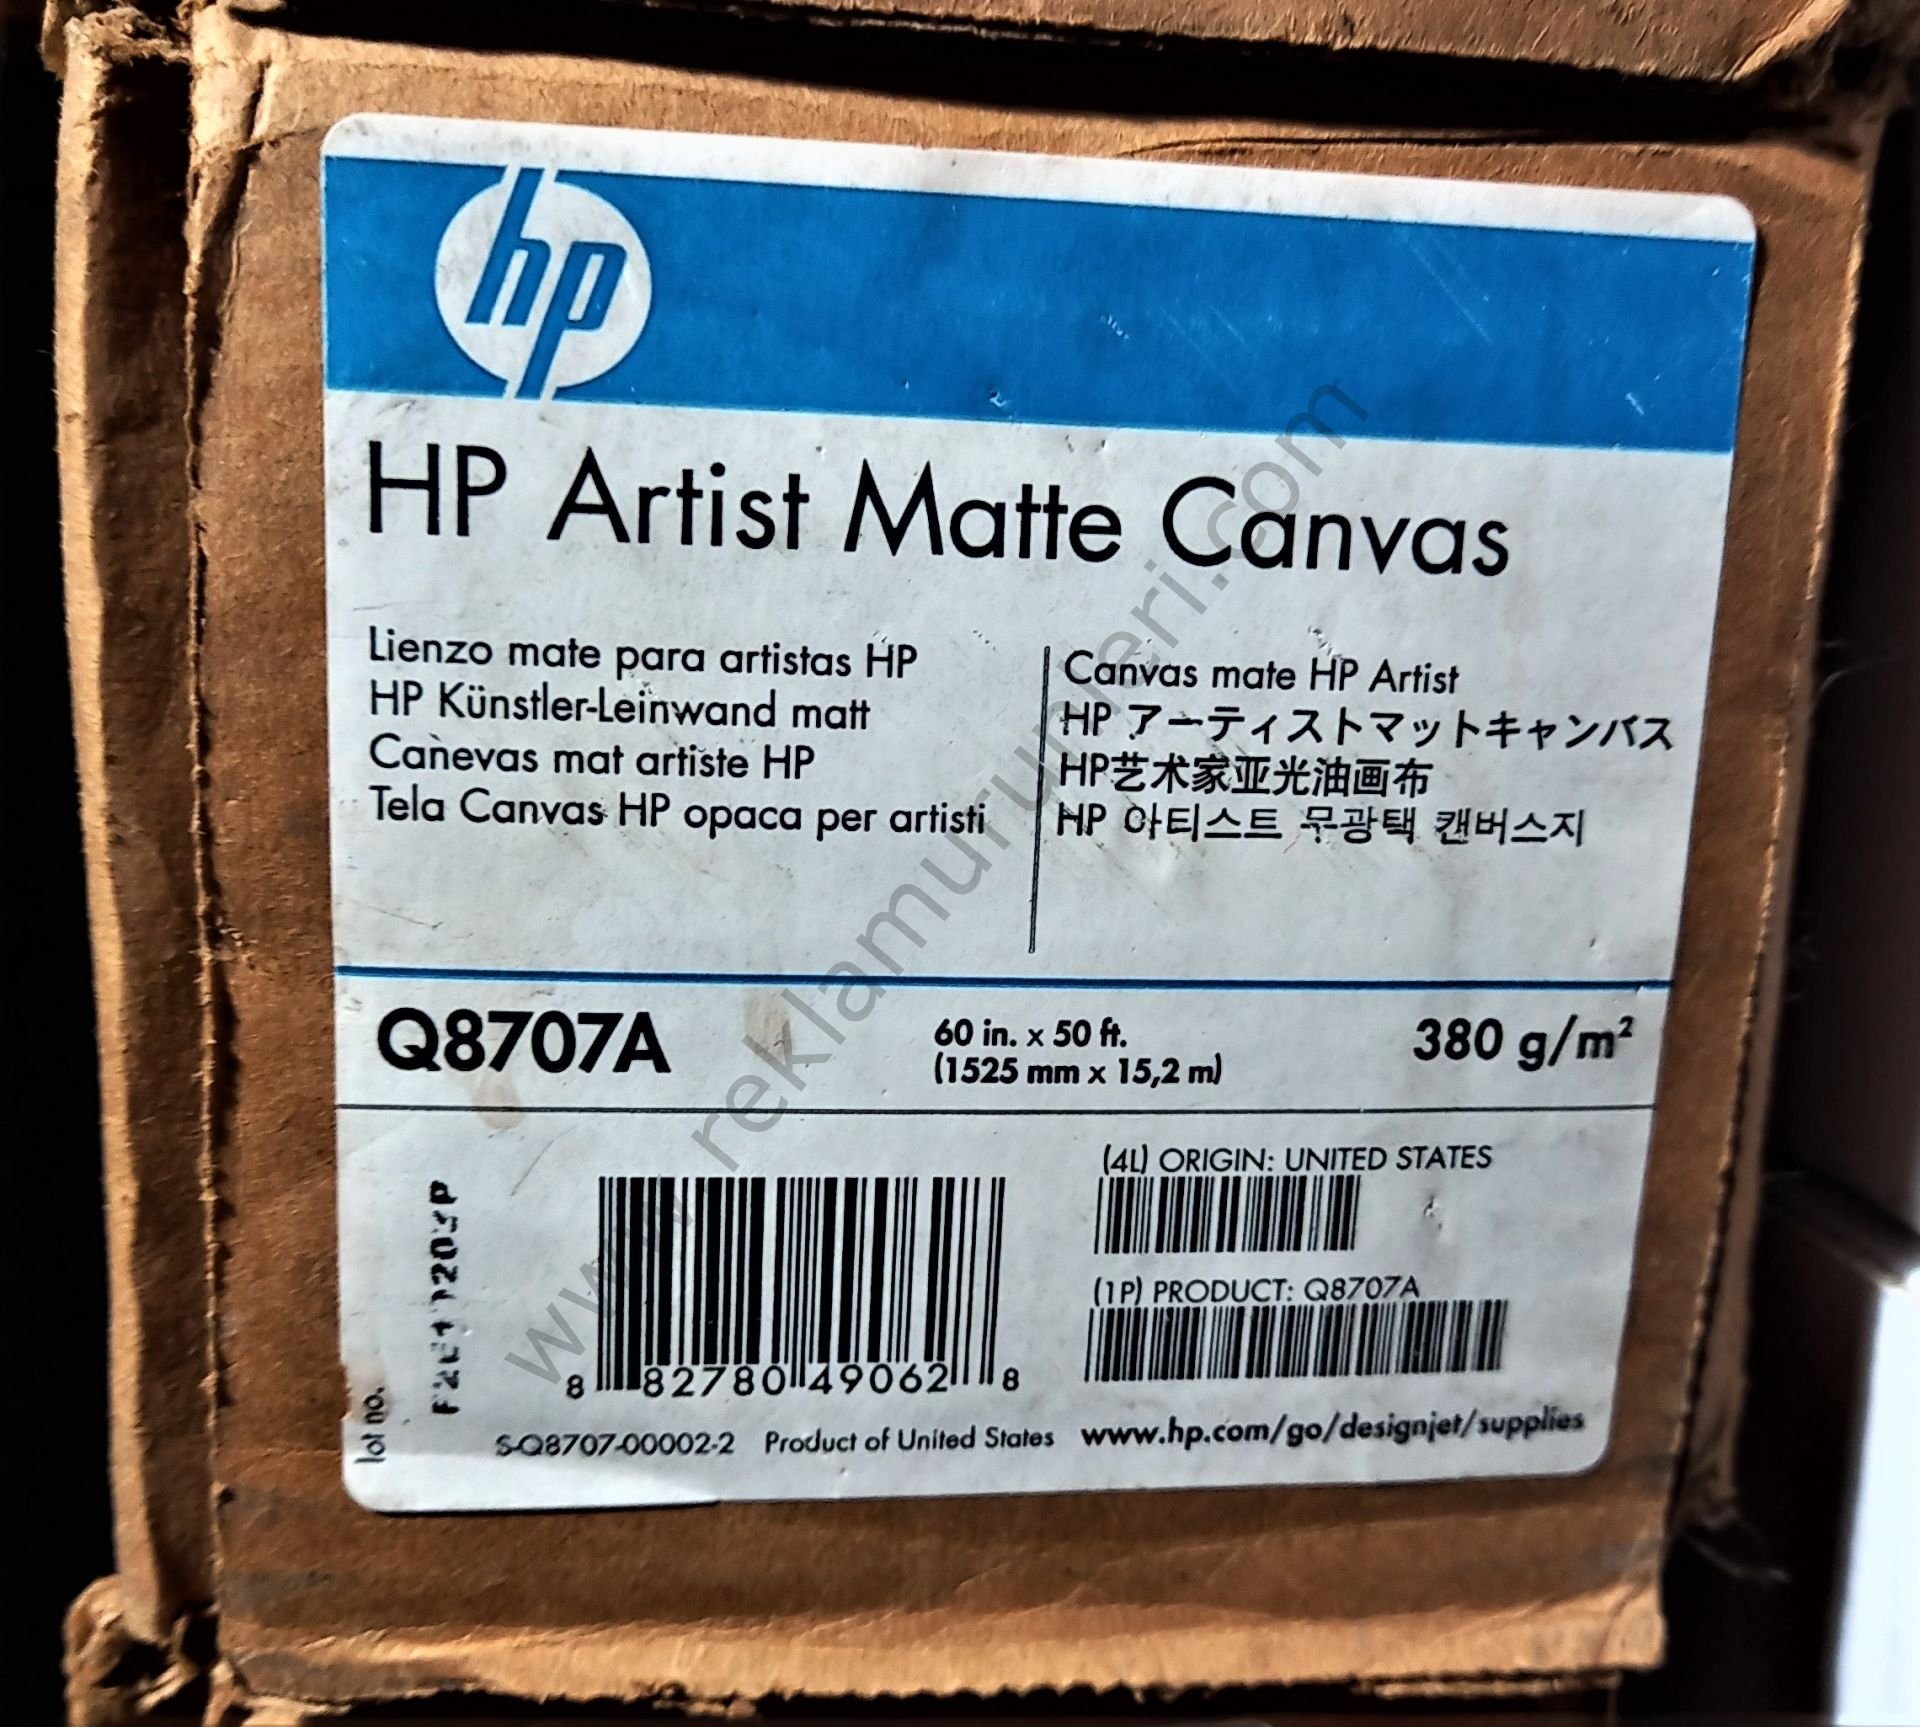 hp
HP Artist Matte Canvas
Lienzo mate para artistas HP
HP Künstler-Leinwand matt
Canevas mat artiste HP
Tela Canvas HP opaca per artisti
Canvas mate HP Artist
HP アーティストマットキャンバス
HP艺术家亚光油画布
HP 아티스트 무광택 캔버스지
Q8707A
60 in. x 50 ft.
(1525 mm x 15,2 m)
380 g/m²
lot no.
8 82780 49062 8
(4L) ORIGIN: UNITED STATES
(1P) PRODUCT: Q8707A
S-Q8707-00002-2 Product of United States www.hp.com/go/designjet/supplies
www.reklamurunleri.com